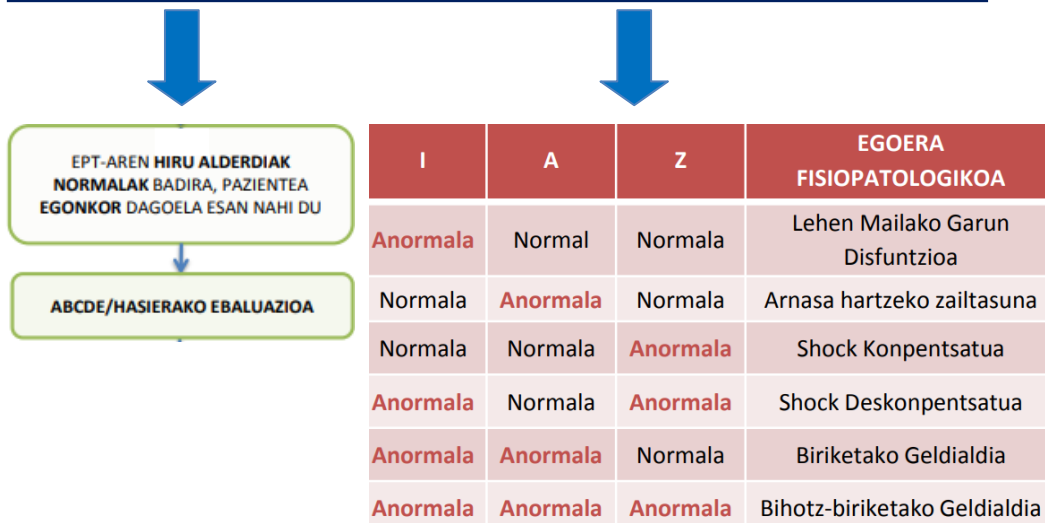 EPT-AREN HIRU ALDERDIAK
NORMALAK BADIRA, PAZIENTEA
EGONKOR DAGOELA ESAN NAHI DU
ABCDE/HASIERAKO EBALUAZIOA
I A Z EGOERA
FISIOPATOLOGIKOA
Anormala Normal Normala Lehen Mailako Garun
Disfuntzioa
Normala Anormala Normala Arnasa hartzeko zailtasuna
Normala Normala Anormala Shock Konpentsatua
Anormala Normala Anormala Shock Deskonpentsatua
Anormala Anormala Normala Biriketako Geldialdia
Anormala Anormala Anormala Bihotz-biriketako Geldialdia